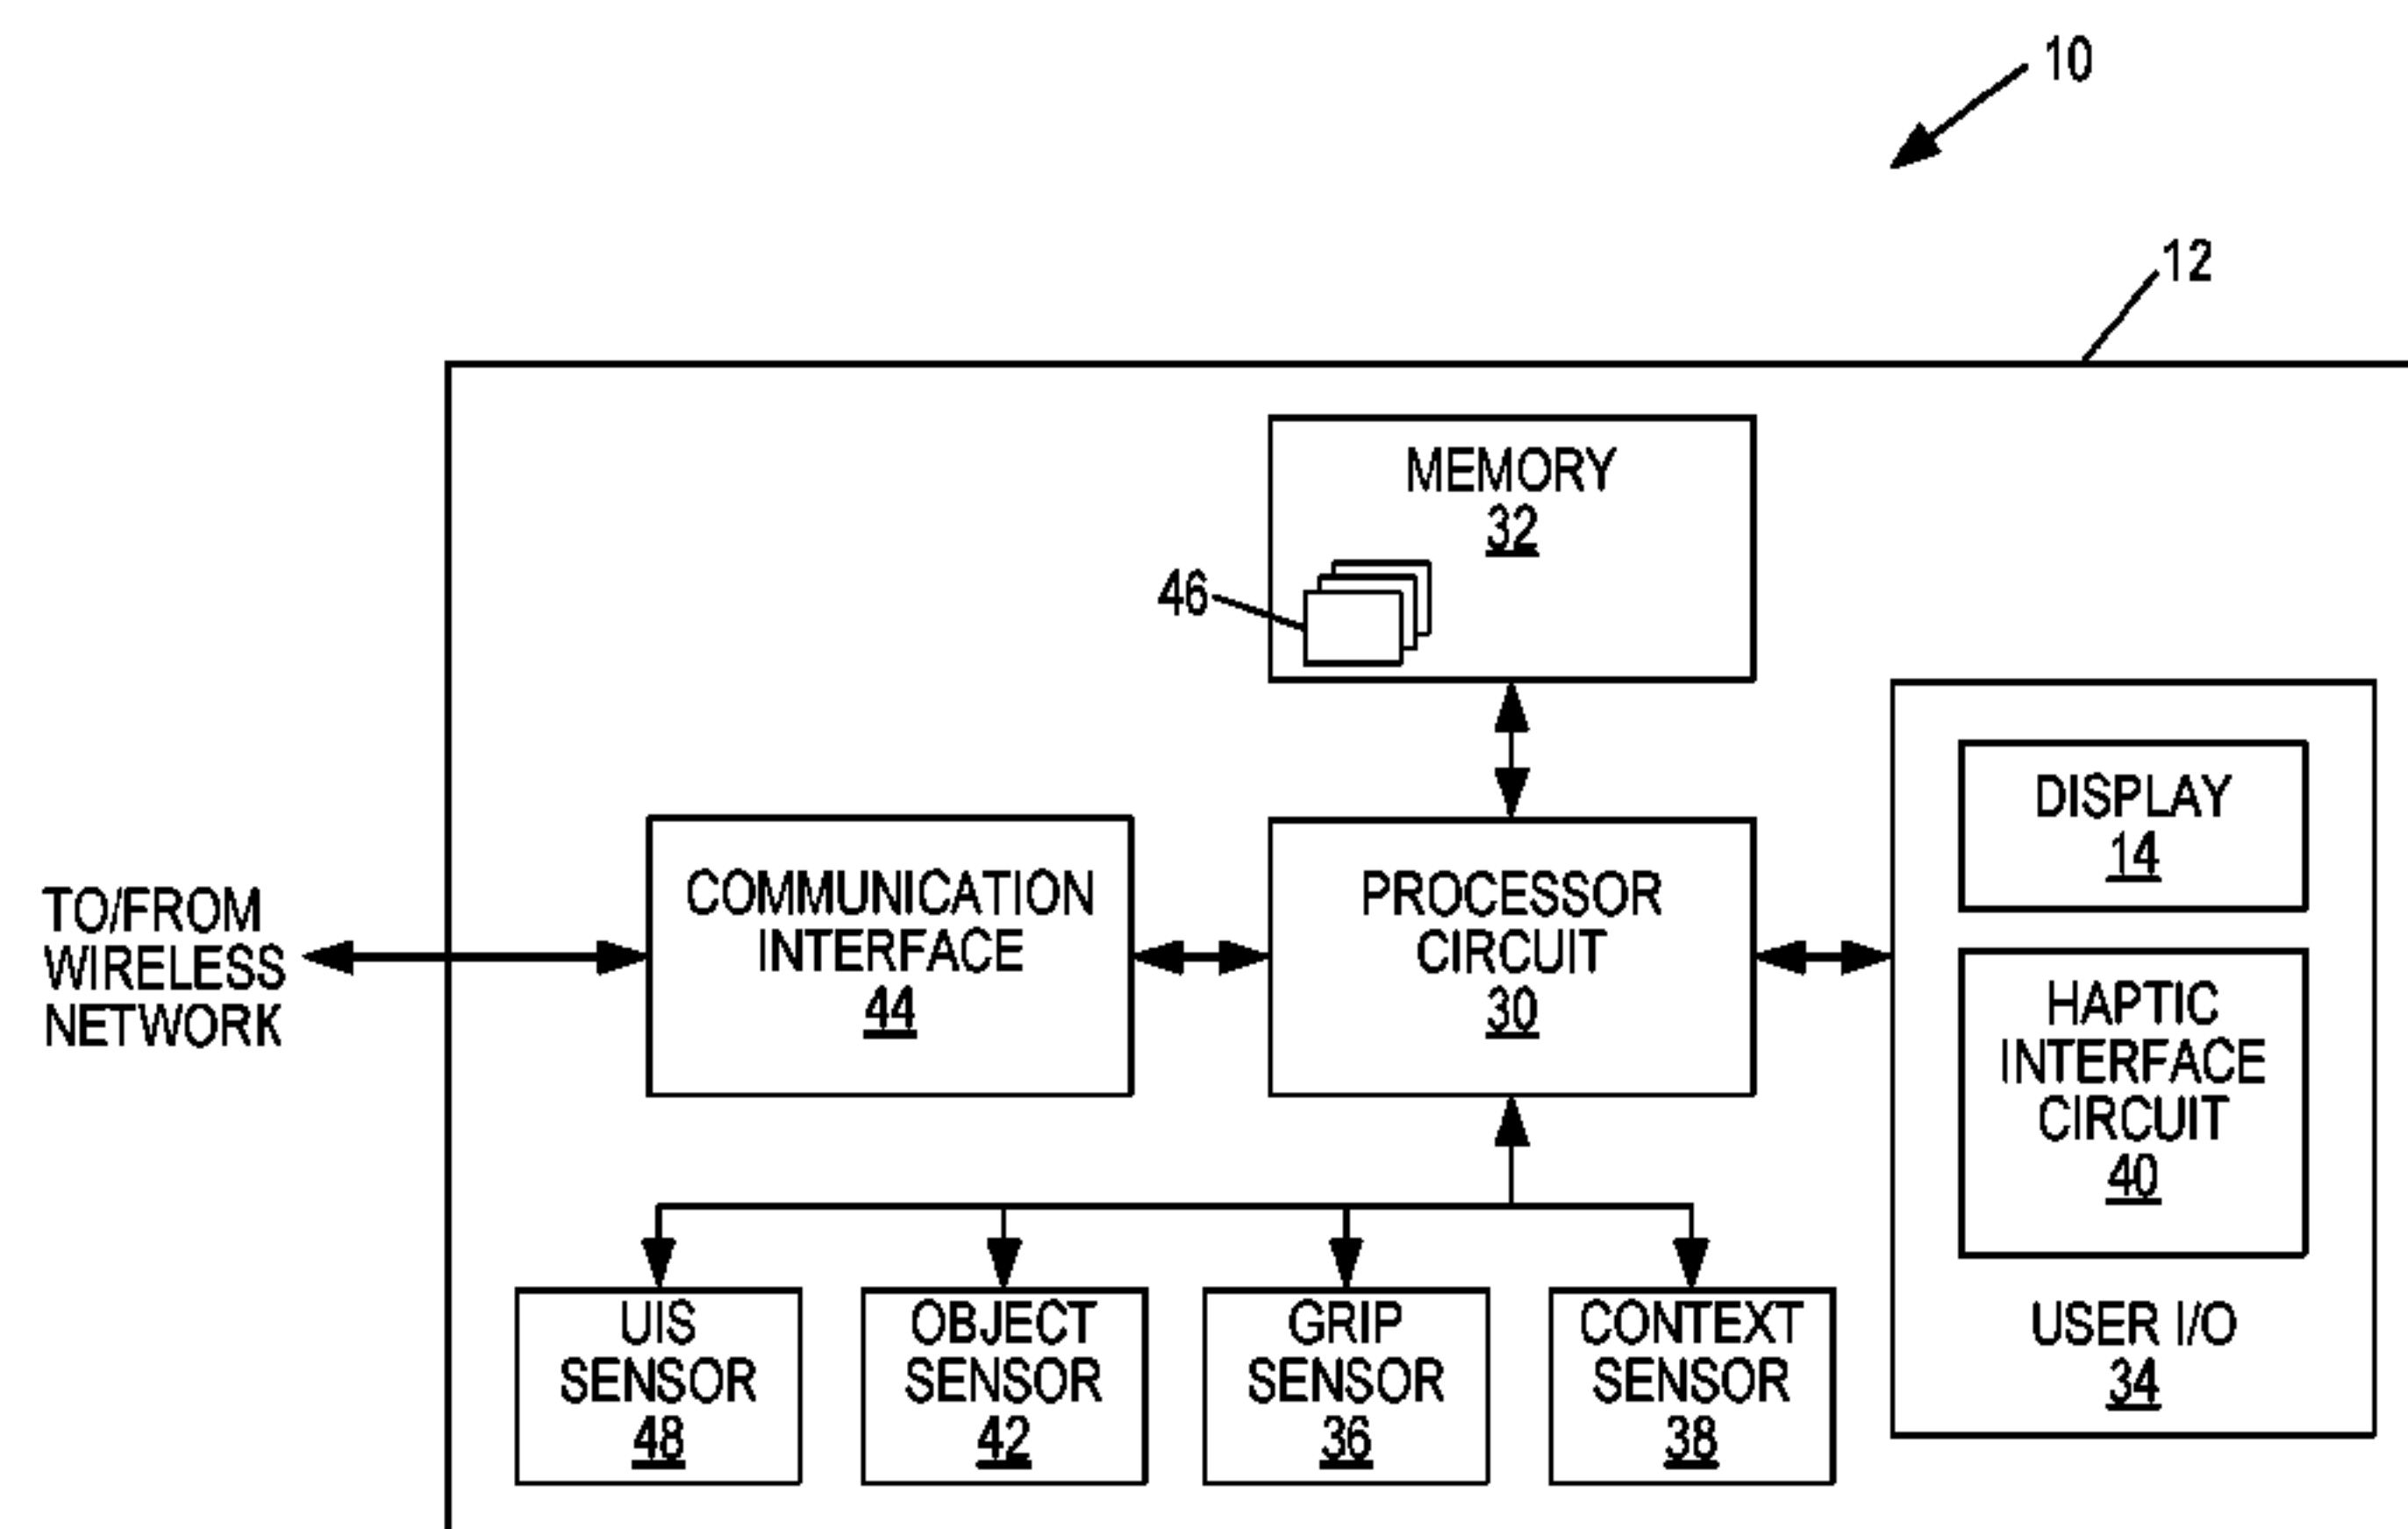 10
12
MEMORY
32
46
TO/FROM
WIRELESS
NETWORK
COMMUNICATION
INTERFACE
44
PROCESSOR
CIRCUIT
30
DISPLAY
14
HAPTIC
INTERFACE
CIRCUIT
40
USER I/O
34
UIS
SENSOR
48
OBJECT
SENSOR
42
GRIP
SENSOR
36
CONTEXT
SENSOR
38